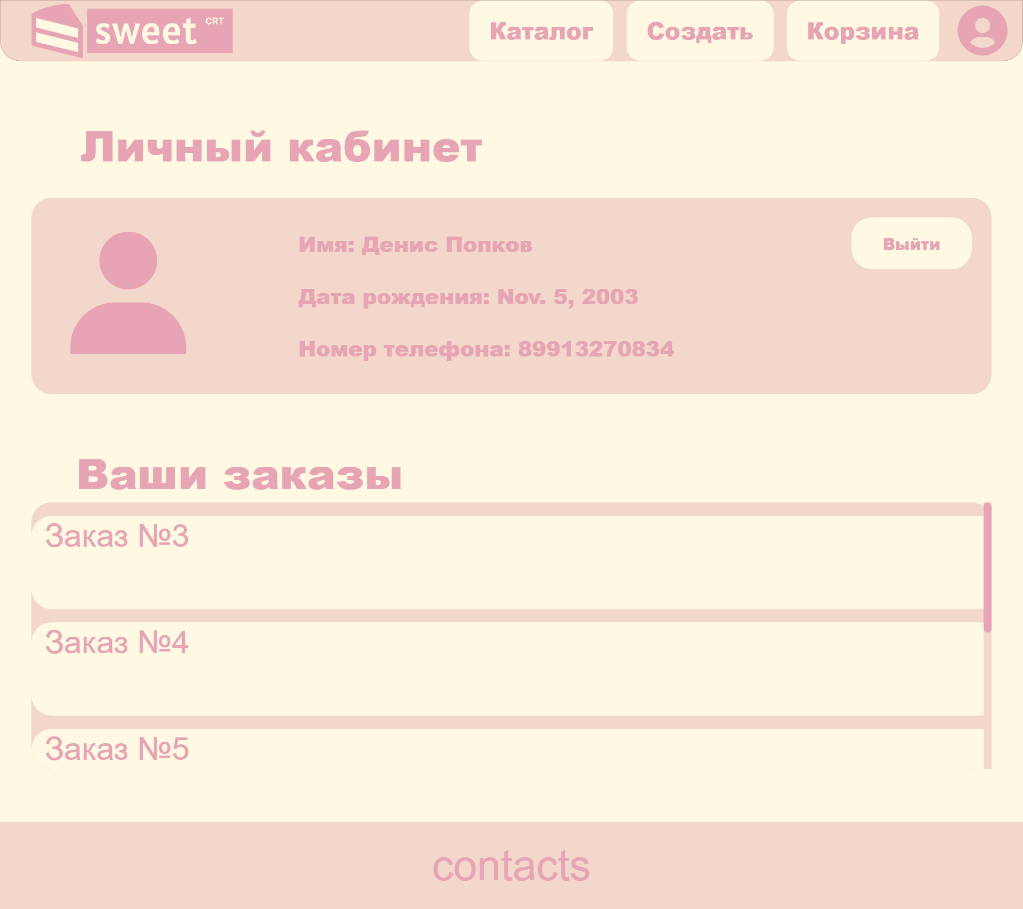 sweet CRT
Каталог
Создать
Корзина
Личный кабинет
Имя: Денис Попков
Выйти
Дата рождения: Nov. 5, 2003
Номер телефона: 89913270834
Ваши заказы
Заказ №3
Заказ №4
Заказ №5
contacts